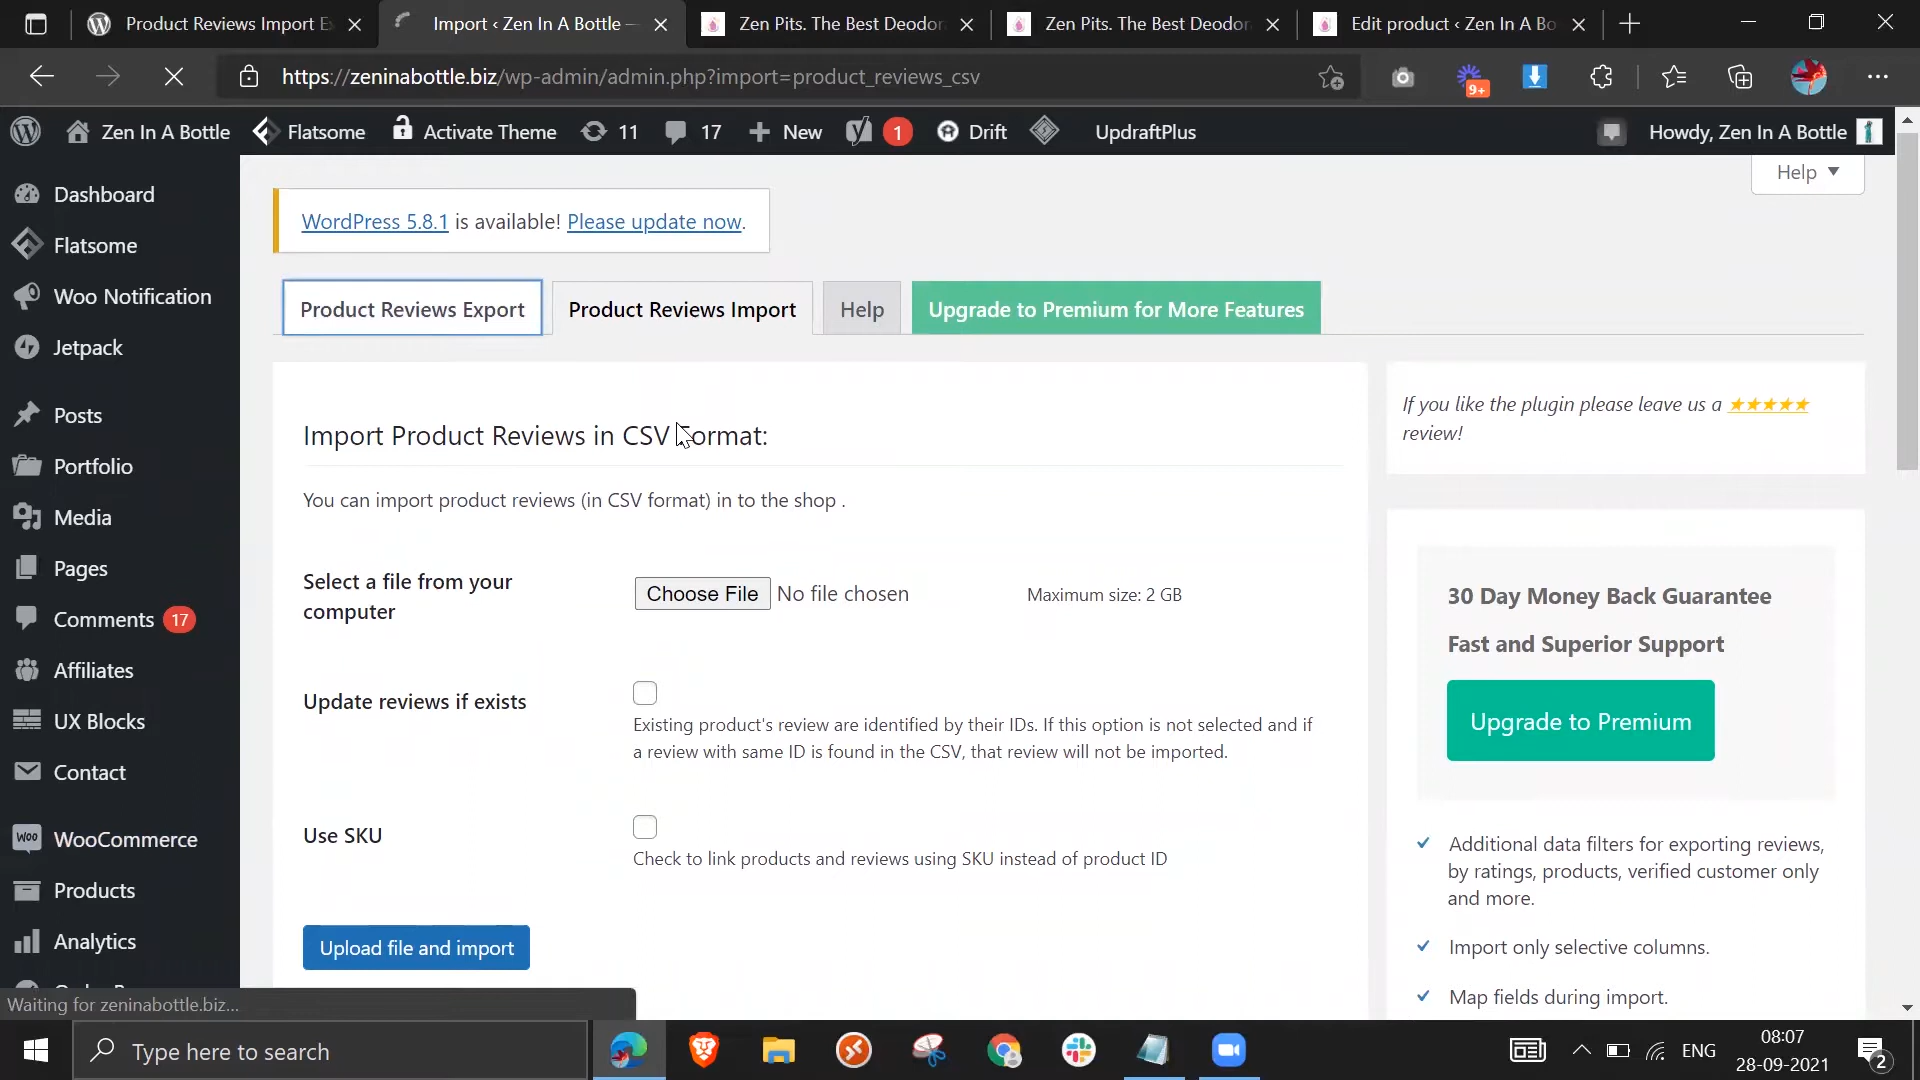 Product Reviews Import Ex
Import ‹ Zen In A Bottle —
Zen Pits. The Best Deodor
Zen Pits. The Best Deodor
Edit product ‹ Zen In A Bo
https://zeninabottle.biz/wp-admin/admin.php?import=product_reviews_csv
9+
Zen In A Bottle
Flatsome
Activate Theme
11
17
New
1
Drift
UpdraftPlus
Howdy, Zen In A Bottle
Help
Dashboard
Flatsome
Woo Notification
Jetpack
Posts
Portfolio
Media
Pages
Comments 17
Affiliates
UX Blocks
Contact
WooCommerce
Products
Analytics
WordPress 5.8.1 is available! Please update now.
Product Reviews Export
Product Reviews Import
Help
Upgrade to Premium for More Features
Import Product Reviews in CSV Format:
You can import product reviews (in CSV format) in to the shop .
Select a file from your
computer
Choose File No file chosen
Maximum size: 2 GB
Update reviews if exists
Existing product's review are identified by their IDs. If this option is not selected and if
a review with same ID is found in the CSV, that review will not be imported.
Use SKU
Check to link products and reviews using SKU instead of product ID
Upload file and import
If you like the plugin please leave us a ★★★★★
review!
30 Day Money Back Guarantee
Fast and Superior Support
Upgrade to Premium
Additional data filters for exporting reviews,
by ratings, products, verified customer only
and more.
Import only selective columns.
Map fields during import.
Waiting for zeninabottle.biz...
Type here to search
ENG
08:07
28-09-2021
2